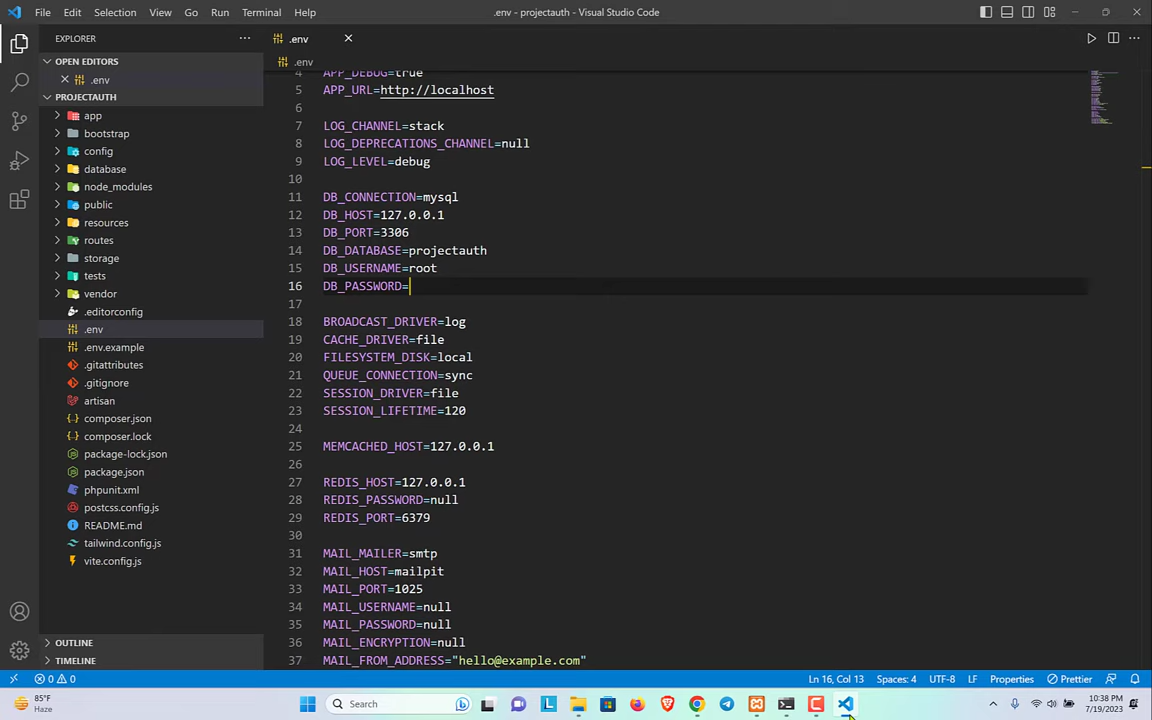 File Edit Selection View Go Run Terminal Help
.env - projectauth - Visual Studio Code
EXPLORER
OPEN EDITORS
.env
PROJECTAUTH
app
bootstrap
config
database
node_modules
public
resources
routes
storage
tests
vendor
.editorconfig
.env
.env.example
.gitattributes
.gitignore
artisan
composer.json
composer.lock
package-lock.json
package.json
phpunit.xml
postcss.config.js
README.md
tailwind.config.js
vite.config.js
OUTLINE
TIMELINE
.env
.env
4 APP_DEBUG=true
5 APP_URL=http://localhost
6
7 LOG_CHANNEL=stack
8 LOG_DEPRECATIONS_CHANNEL=null
9 LOG_LEVEL=debug
10
11 DB_CONNECTION=mysql
12 DB_HOST=127.0.0.1
13 DB_PORT=3306
14 DB_DATABASE=projectauth
15 DB_USERNAME=root
16 DB_PASSWORD=
17
18 BROADCAST_DRIVER=log
19 CACHE_DRIVER=file
20 FILESYSTEM_DISK=local
21 QUEUE_CONNECTION=sync
22 SESSION_DRIVER=file
23 SESSION_LIFETIME=120
24
25 MEMCACHED_HOST=127.0.0.1
26
27 REDIS_HOST=127.0.0.1
28 REDIS_PASSWORD=null
29 REDIS_PORT=6379
30
31 MAIL_MAILER=smtp
32 MAIL_HOST=mailpit
33 MAIL_PORT=1025
34 MAIL_USERNAME=null
35 MAIL_PASSWORD=null
36 MAIL_ENCRYPTION=null
37 MAIL_FROM_ADDRESS="hello@example.com"
0 0 Ln 16, Col 13 Spaces: 4 UTF-8 LF Properties Prettier
85°F
Haze
Search
10:38 PM
7/19/2023